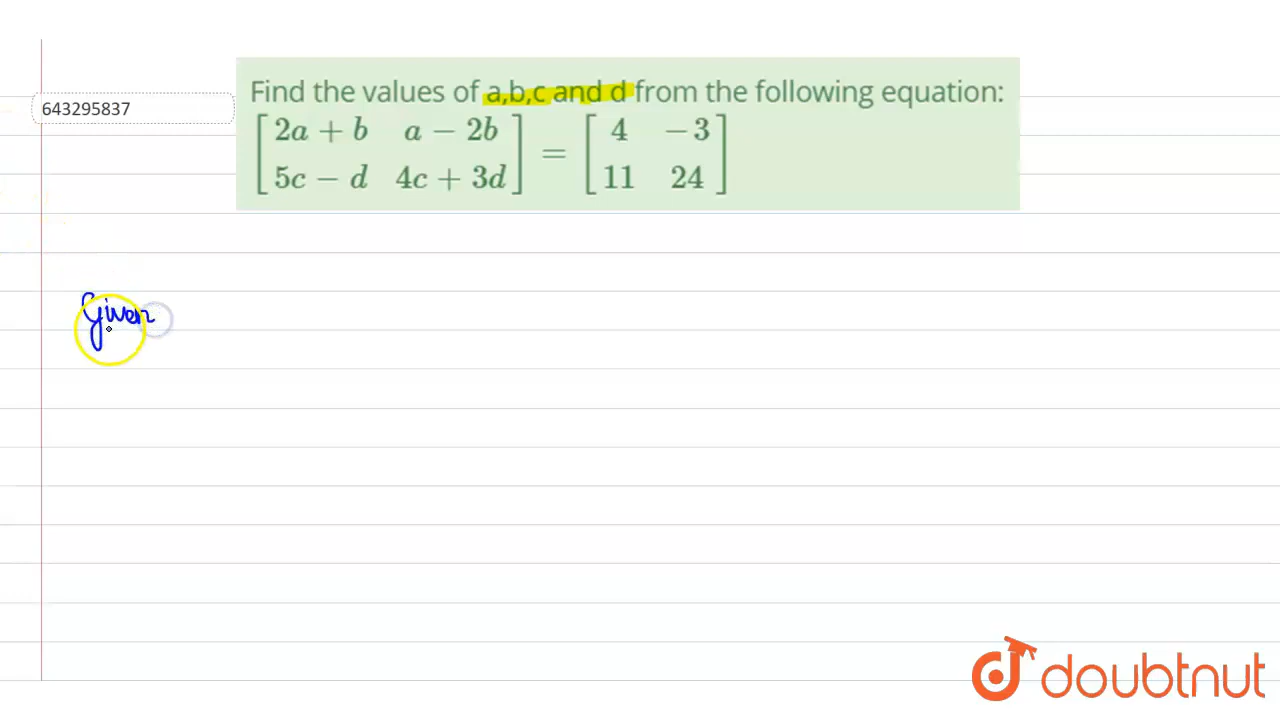 643295837
Find the values of a,b,c and d from the following equation:
[ 2a + b   a − 2b ] = [ 4   −3 ]
[ 5c − d   4c + 3d ]   [ 11   24 ]
Given
doubtnut